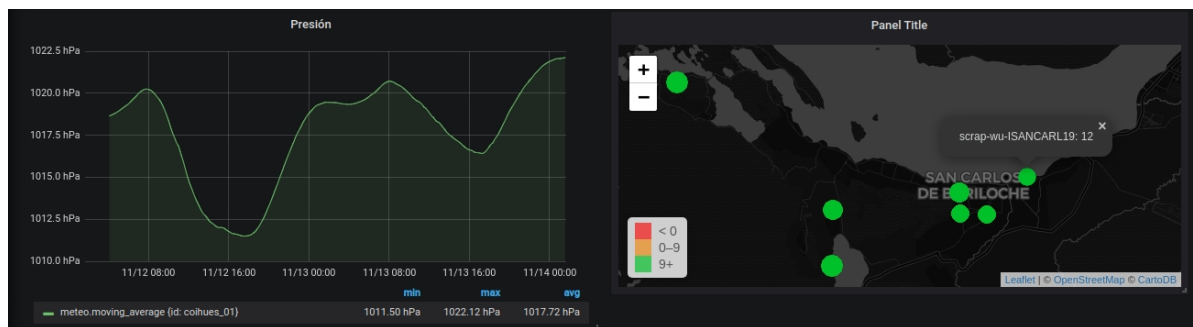 Presión
1022.5 hPa
1020.0 hPa
1017.5 hPa
1015.0 hPa
1012.5 hPa
1010.0 hPa
11/12 08:00 11/12 16:00 11/13 00:00 11/13 08:00 11/13 16:00 11/14 00:00
min max avg
meteo.moving_average {id: coihues_01} 1011.50 hPa 1022.12 hPa 1017.72 hPa
Panel Title
+
−
scrap-wu-ISANCARL19: 12 ×
SAN CARLOS
DE BARILOCHE
< 0
0–9
9+
Leaflet | © OpenStreetMap © CartoDB